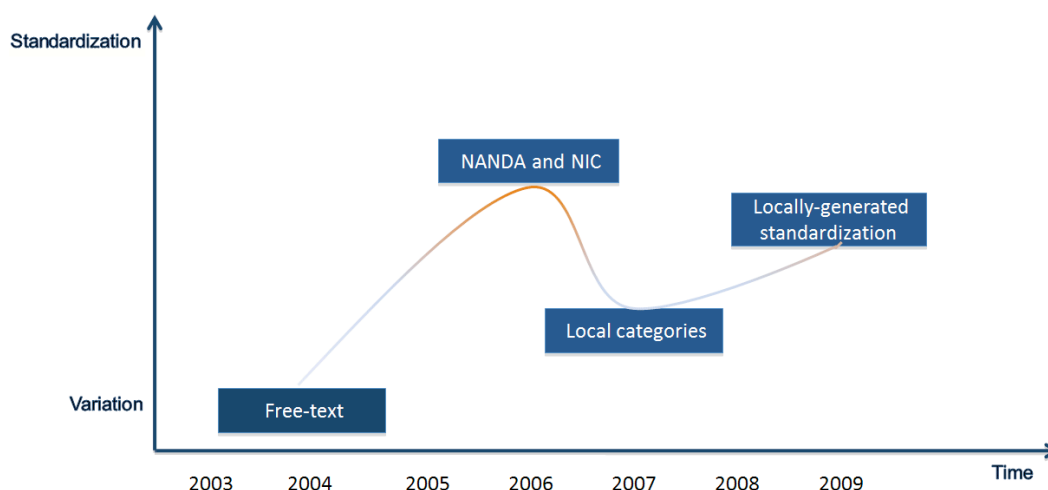 Standardization
NANDA and NIC
Locally-generated
standardization
Local categories
Variation
Free-text
Time
2003 2004 2005 2006 2007 2008 2009